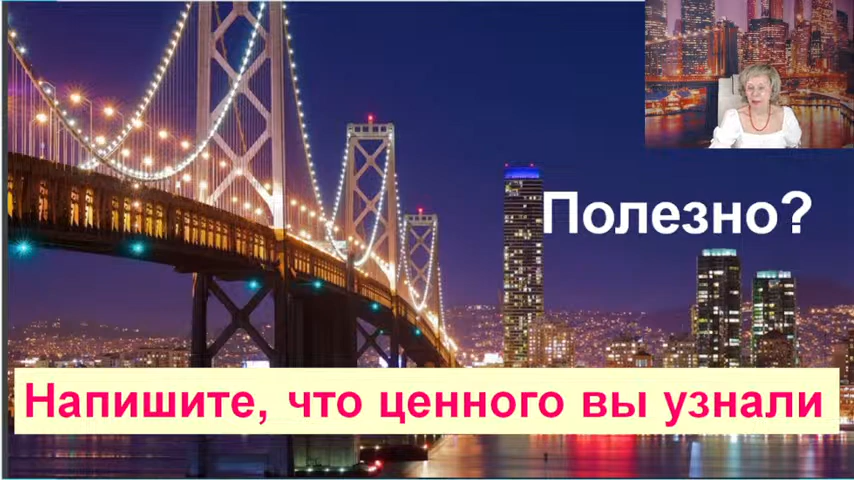 Полезно?
Напишите, что ценного вы узнали